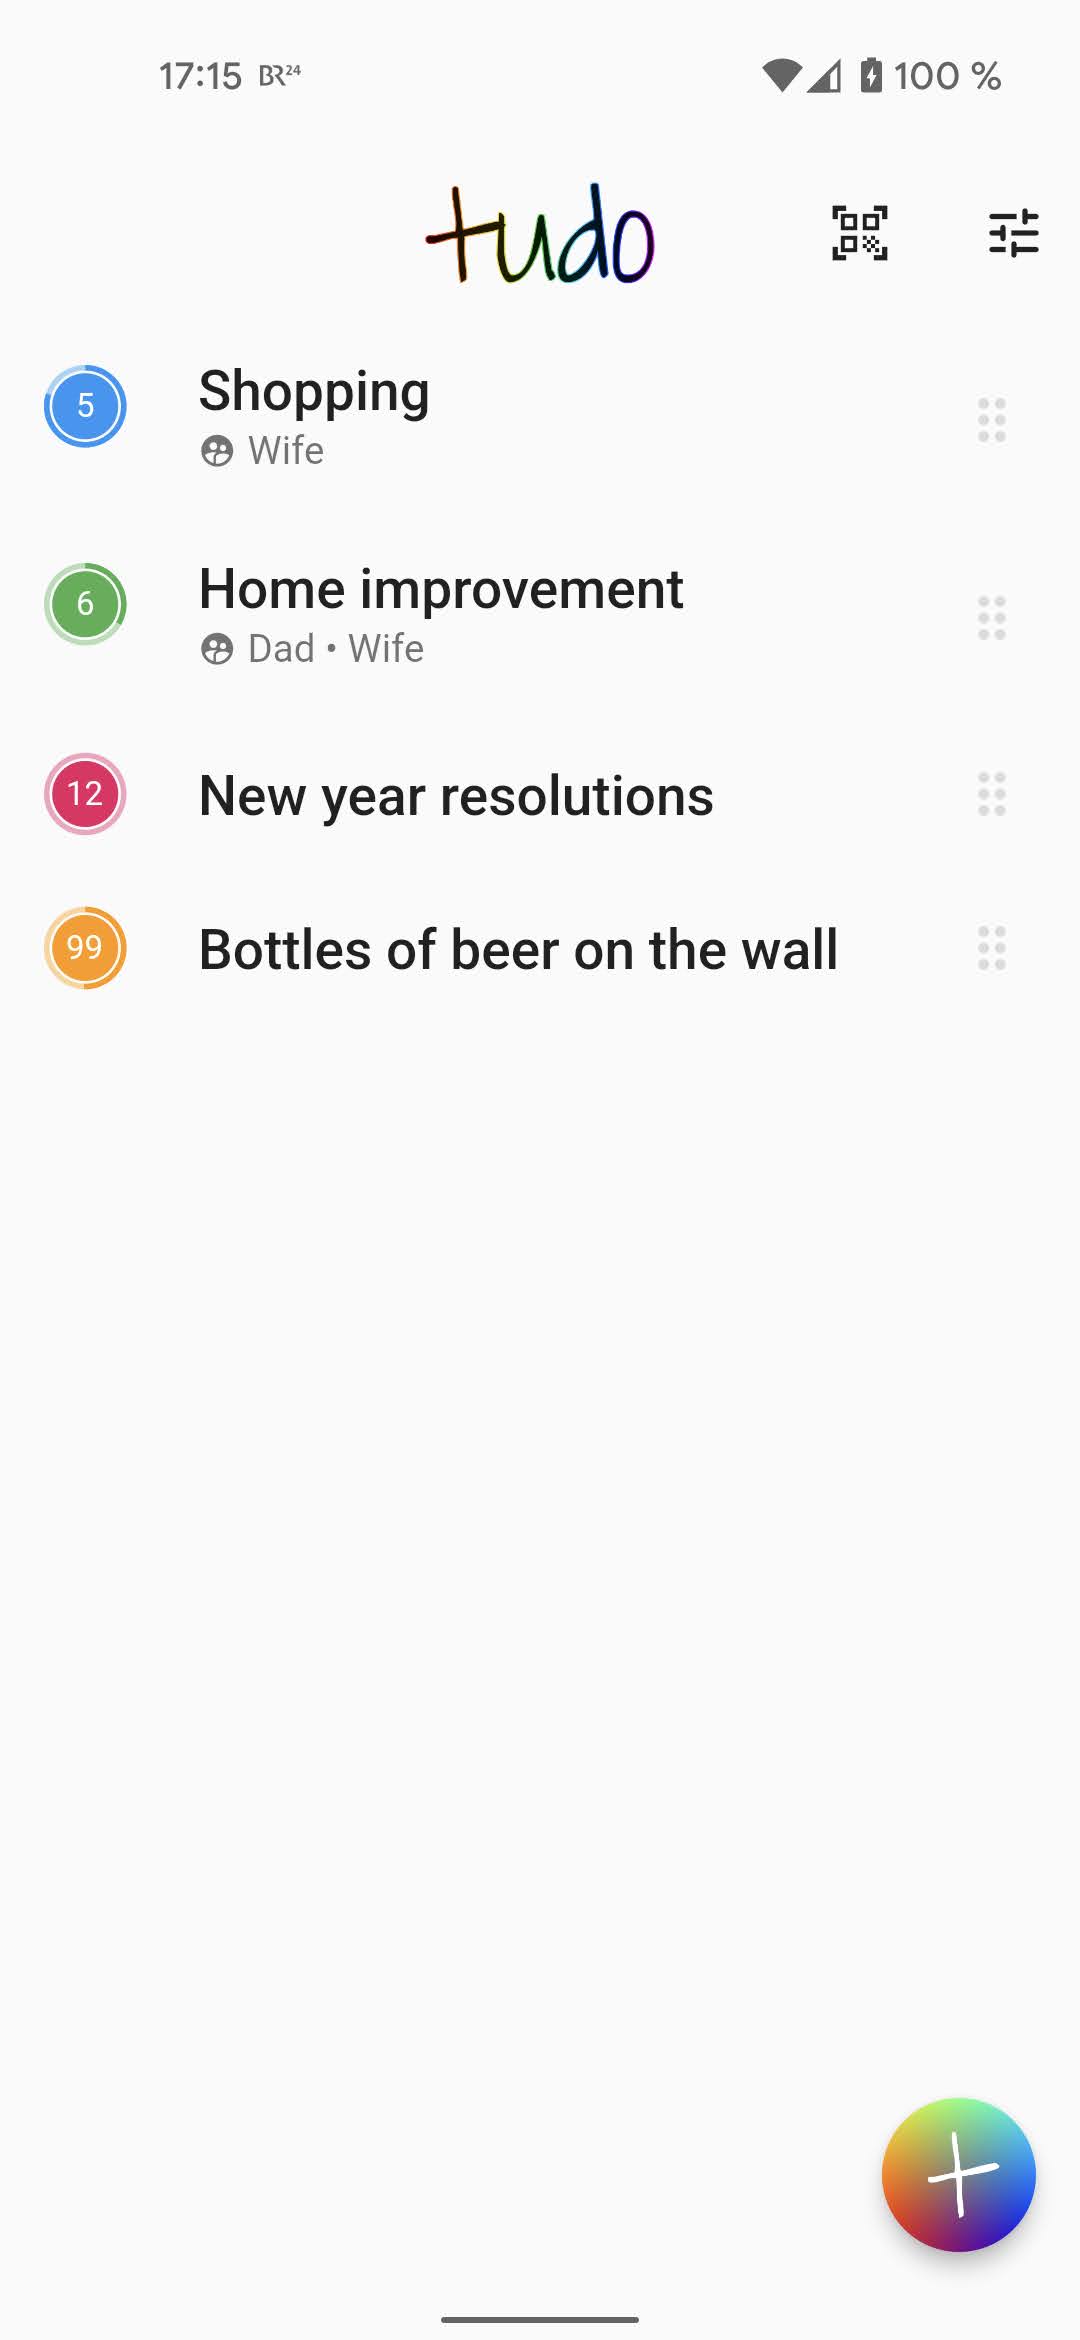 17:15 BR24 100 %
tudo
5 Shopping
Wife
6 Home improvement
Dad • Wife
12 New year resolutions
99 Bottles of beer on the wall